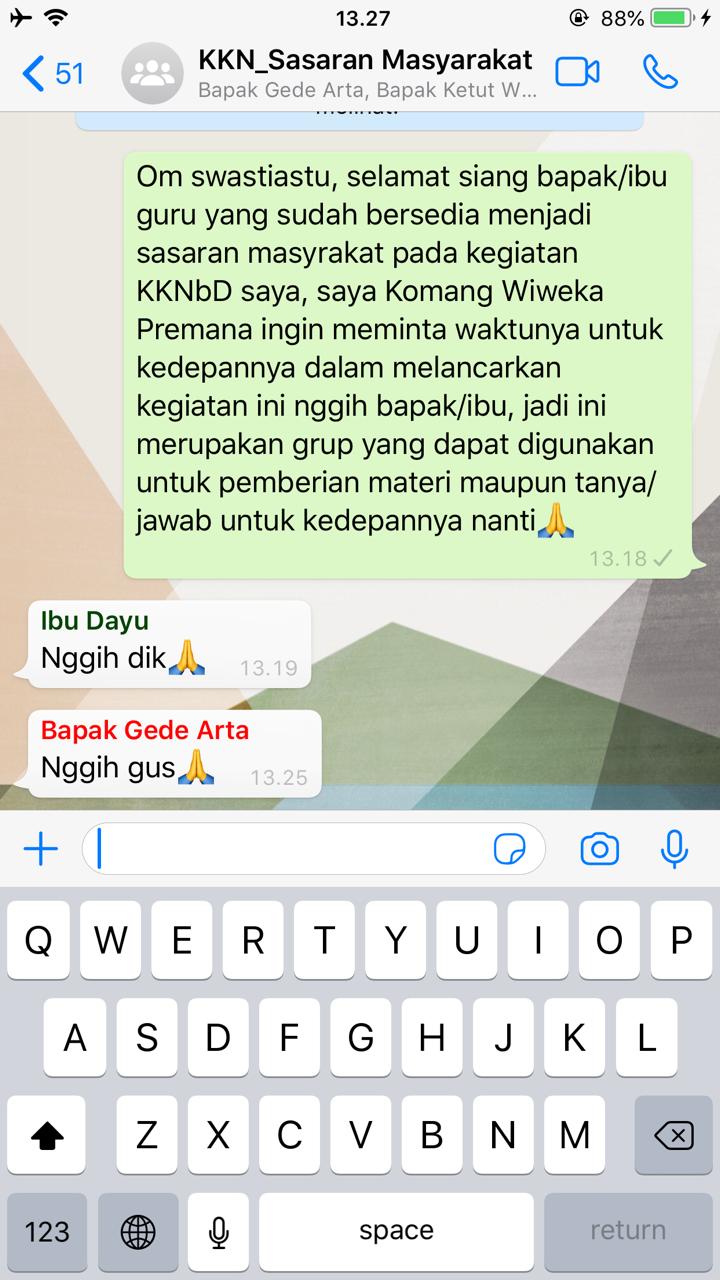 13.27
88%
51
KKN_Sasaran Masyarakat
Bapak Gede Arta, Bapak Ketut W...
melihat.
Om swastiastu, selamat siang bapak/ibu
guru yang sudah bersedia menjadi
sasaran masyrakat pada kegiatan
KKNbD saya, saya Komang Wiweka
Premana ingin meminta waktunya untuk
kedepannya dalam melancarkan
kegiatan ini nggih bapak/ibu, jadi ini
merupakan grup yang dapat digunakan
untuk pemberian materi maupun tanya/
jawab untuk kedepannya nanti🙏
13.18
Ibu Dayu
Nggih dik🙏 13.19
Bapak Gede Arta
Nggih gus🙏 13.25
Q W E R T Y U I O P
A S D F G H J K L
Z X C V B N M
123 space return